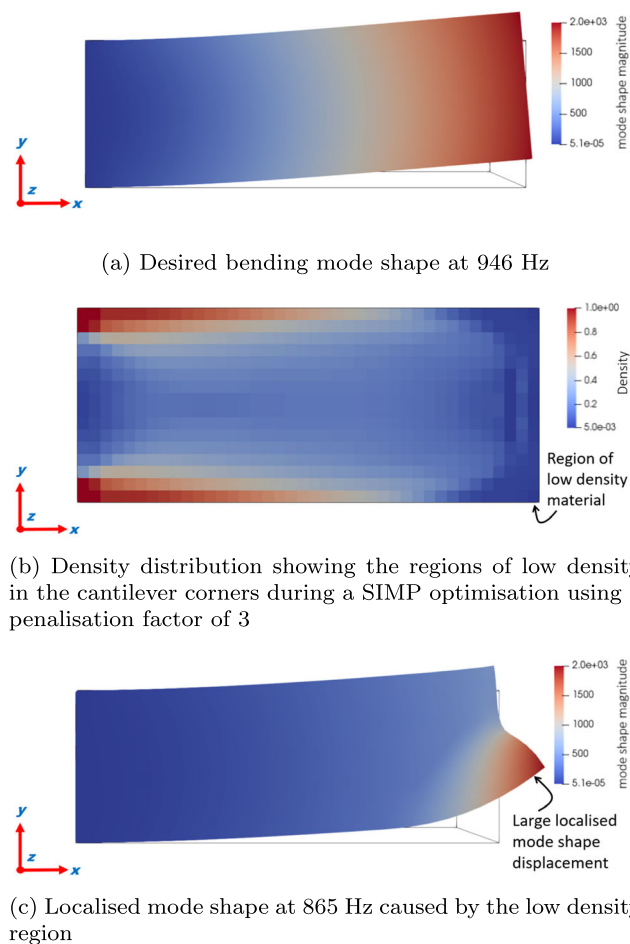 2.0e+03
1500
1000
500
5.1e-05
mode shape magnitude
y
z
x
(a) Desired bending mode shape at 946 Hz
1.0e+00
0.8
0.6
0.4
0.2
5.0e-03
Density
y
z
x
Region of
low density
material
(b) Density distribution showing the regions of low density
in the cantilever corners during a SIMP optimisation using
penalisation factor of 3
2.0e+03
1500
1000
500
5.1e-05
mode shape magnitude
y
z
x
Large localised
mode shape
displacement
(c) Localised mode shape at 865 Hz caused by the low density
region